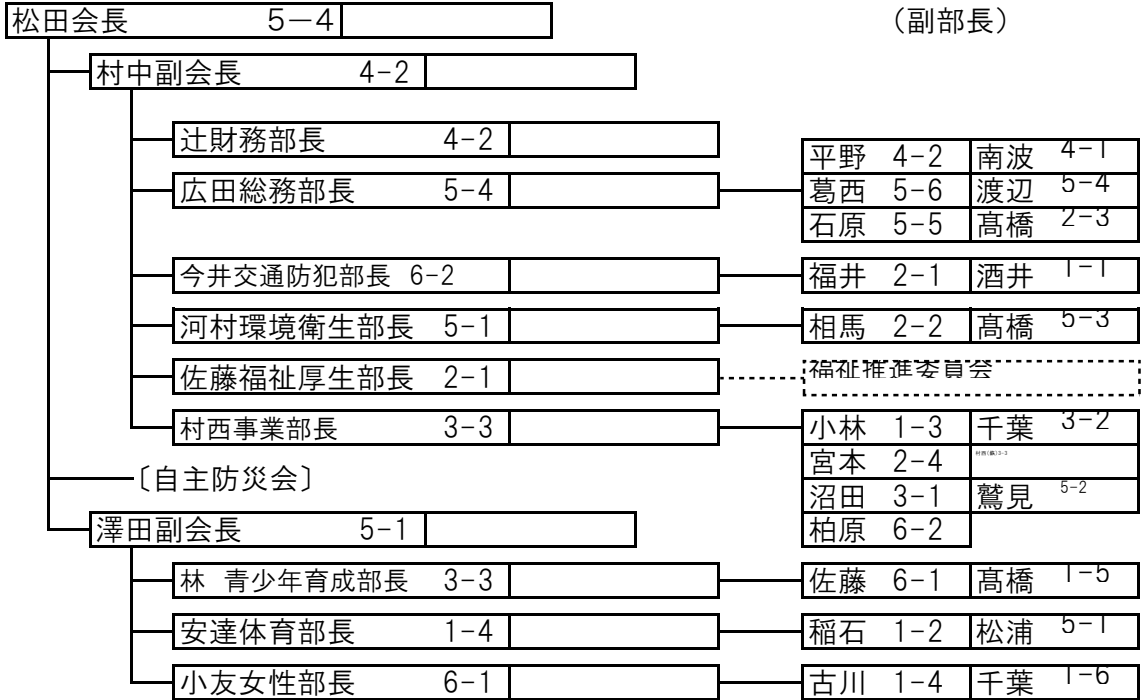 松田会長 5-4
（副部長）
村中副会長 4-2
辻財務部長 4-2
平野 4-2 南波 4-1
広田総務部長 5-4 葛西 5-6 渡辺 5-4
石原 5-5 髙橋 2-3
今井交通防犯部長 6-2 福井 2-1 酒井 1-1
河村環境衛生部長 5-1 相馬 2-2 髙橋 5-3
佐藤福祉厚生部長 2-1 福祉推進委員会
村西事業部長 3-3 小林 1-3 千葉 3-2
宮本 2-4
〔自主防災会〕
沼田 3-1 鷲見 5-2
澤田副会長 5-1 柏原 6-2
林 青少年育成部長 3-3 佐藤 6-1 髙橋 1-5
安達体育部長 1-4 稲石 1-2 松浦 5-1
小友女性部長 6-1 古川 1-4 千葉 1-6